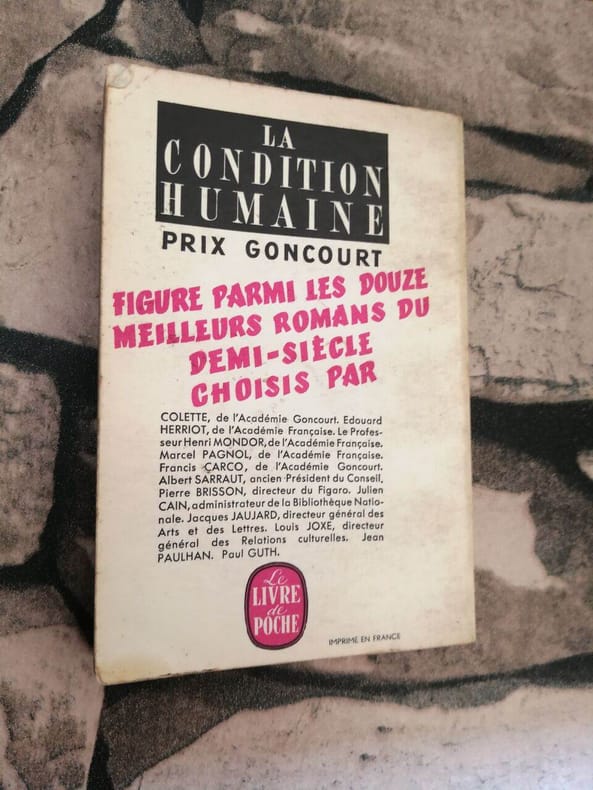 LA
CONDITION
HUMAINE
PRIX GONCOURT
FIGURE PARMI LES DOUZE
MEILLEURS ROMANS DU
DEMI-SIÈCLE
CHOISIS PAR
COLETTE, de l'Académie Goncourt. Edouard
HERRIOT, de l'Académie Française. Le Profes-
seur Henri MONDOR, de l'Académie Française.
Marcel PAGNOL, de l'Académie Française.
Francis CARCO, de l'Académie Goncourt.
Albert SARRAUT, ancien Président du Conseil,
Pierre BRISSON, directeur du Figaro. Julien
CAIN, administrateur de la Bibliothèque Natio-
nale. Jacques JAUJARD, directeur général des
Arts et des Lettres. Louis JOXE, directeur
général des Relations culturelles. Jean
PAULHAN. Paul GUTH.
Le
LIVRE
de
POCHE
IMPRIME EN FRANCE